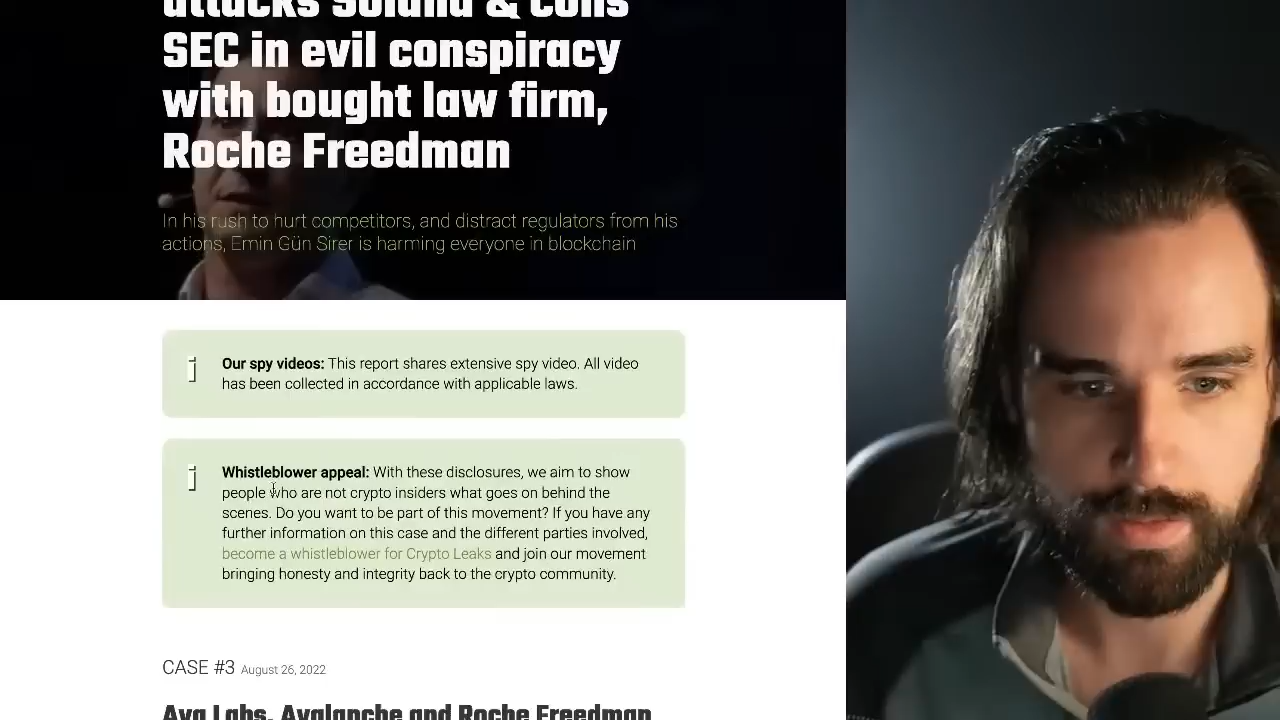 attacks Solana & cons
SEC in evil conspiracy
with bought law firm,
Roche Freedman
In his rush to hurt competitors, and distract regulators from his
actions, Emin Gün Sirer is harming everyone in blockchain
i
Our spy videos: This report shares extensive spy video. All video
has been collected in accordance with applicable laws.
i
Whistleblower appeal: With these disclosures, we aim to show
people who are not crypto insiders what goes on behind the
scenes. Do you want to be part of this movement? If you have any
further information on this case and the different parties involved,
become a whistleblower for Crypto Leaks and join our movement
bringing honesty and integrity back to the crypto community.
CASE #3 August 26, 2022
Ava Labs, Avalanche and Roche Freedman